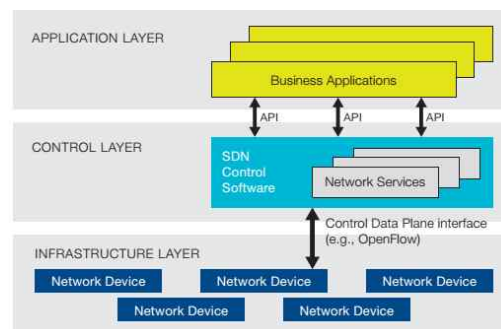 APPLICATION LAYER
Business Applications
API API API
CONTROL LAYER
SDN
Control
Software
Network Services
Control Data Plane interface
(e.g., OpenFlow)
INFRASTRUCTURE LAYER
Network Device Network Device Network Device
Network Device Network Device